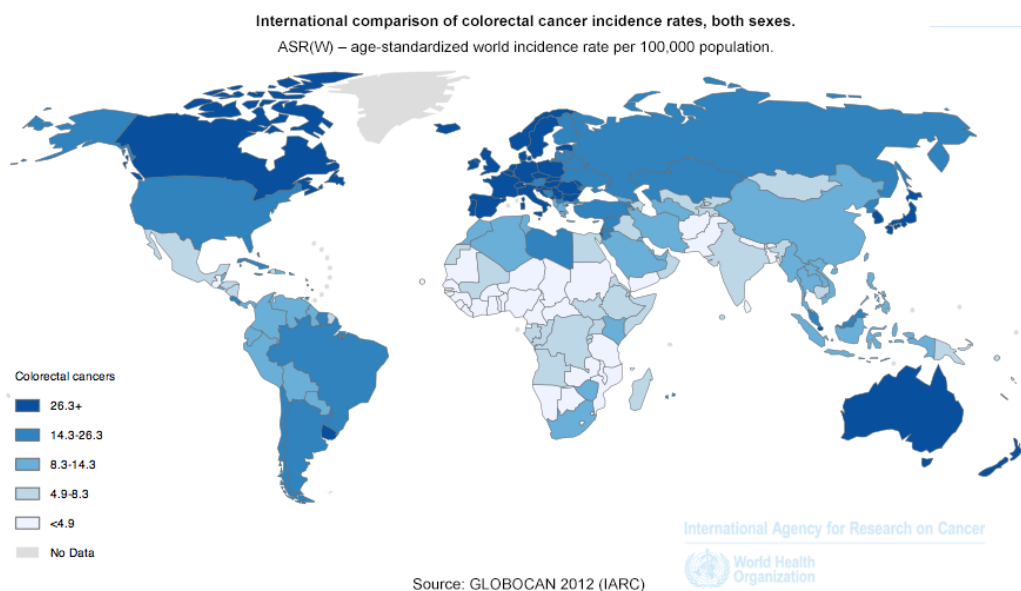 International comparison of colorectal cancer incidence rates, both sexes.
ASR(W) – age-standardized world incidence rate per 100,000 population.
Colorectal cancers
26.3+
14.3-26.3
8.3-14.3
4.9-8.3
<4.9
No Data
International Agency for Research on Cancer
World Health
Organization
Source: GLOBOCAN 2012 (IARC)